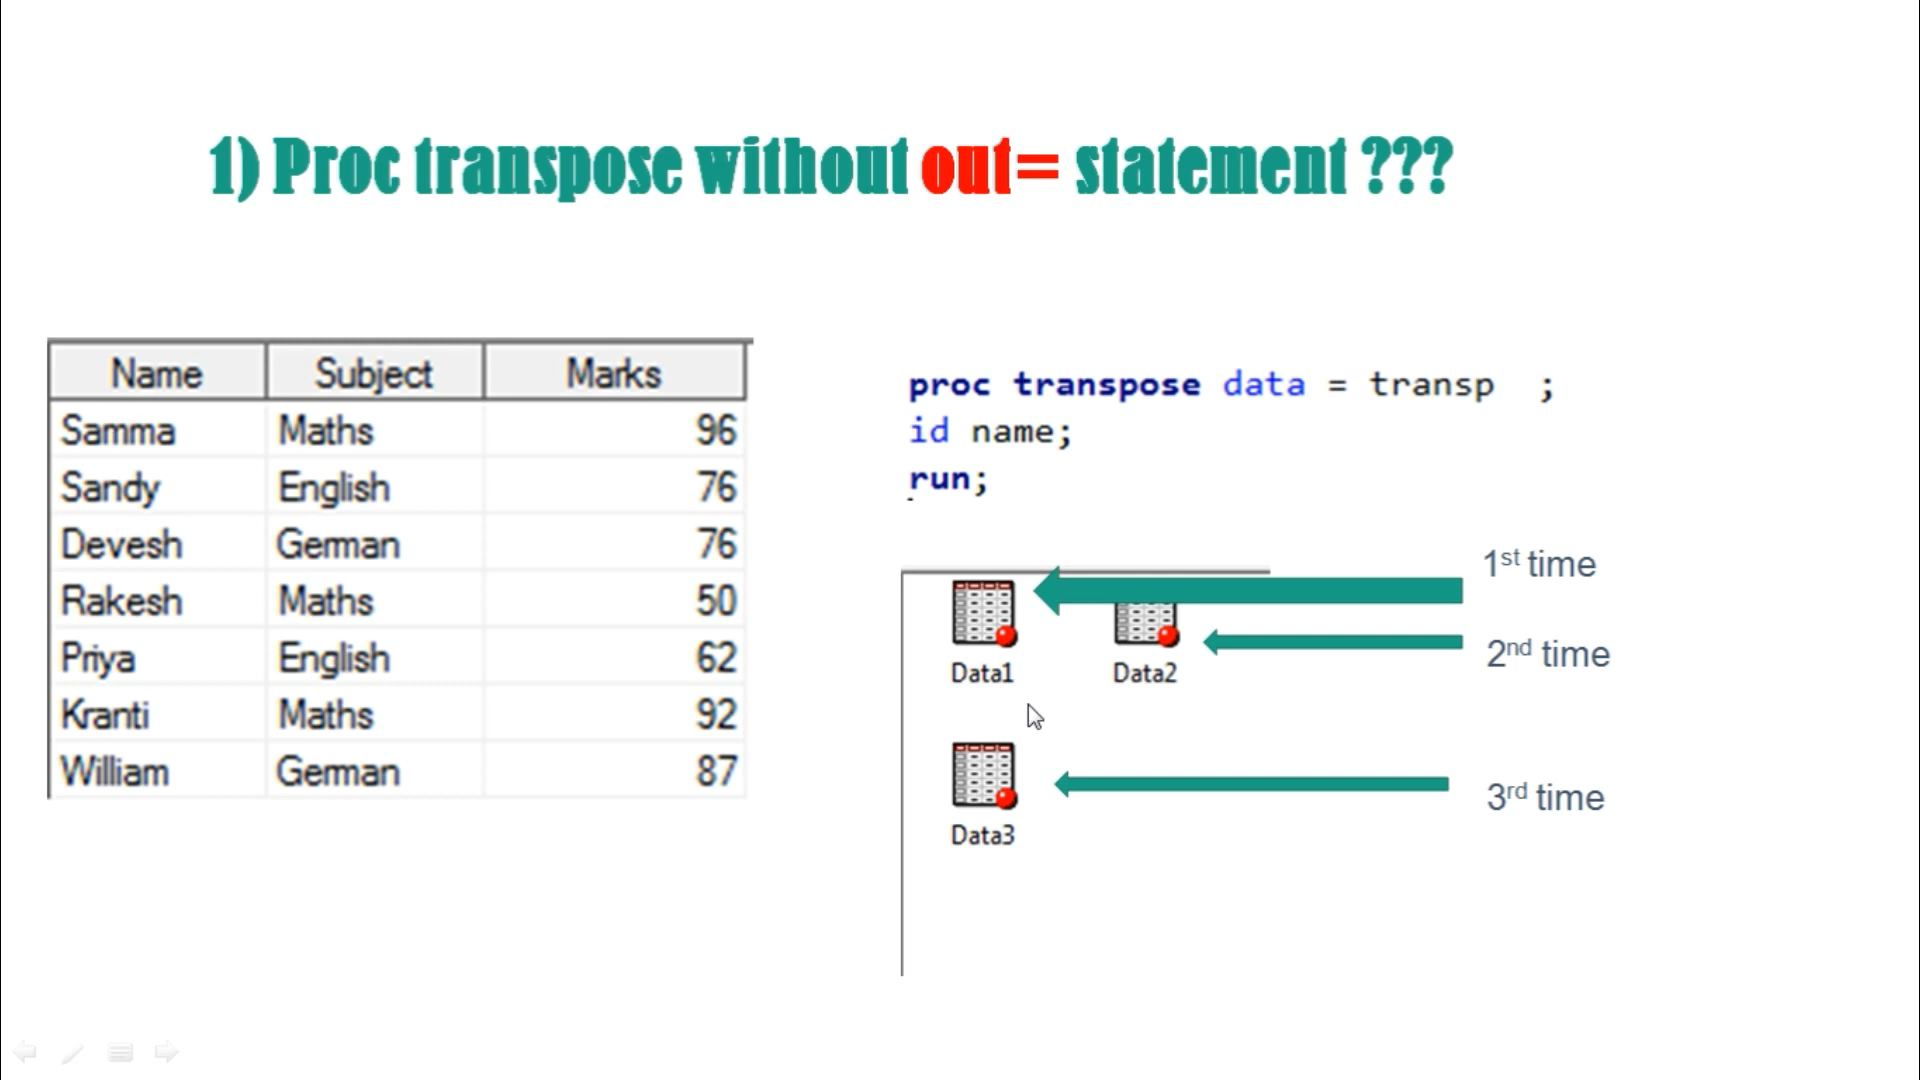 1) Proc transpose without out= statement ???
Name Subject Marks
Samma Maths 96
Sandy English 76
Devesh German 76
Rakesh Maths 50
Priya English 62
Kranti Maths 92
William German 87
proc transpose data = transp ;
id name;
run;
1st time
Data1 Data2
2nd time
Data3
3rd time